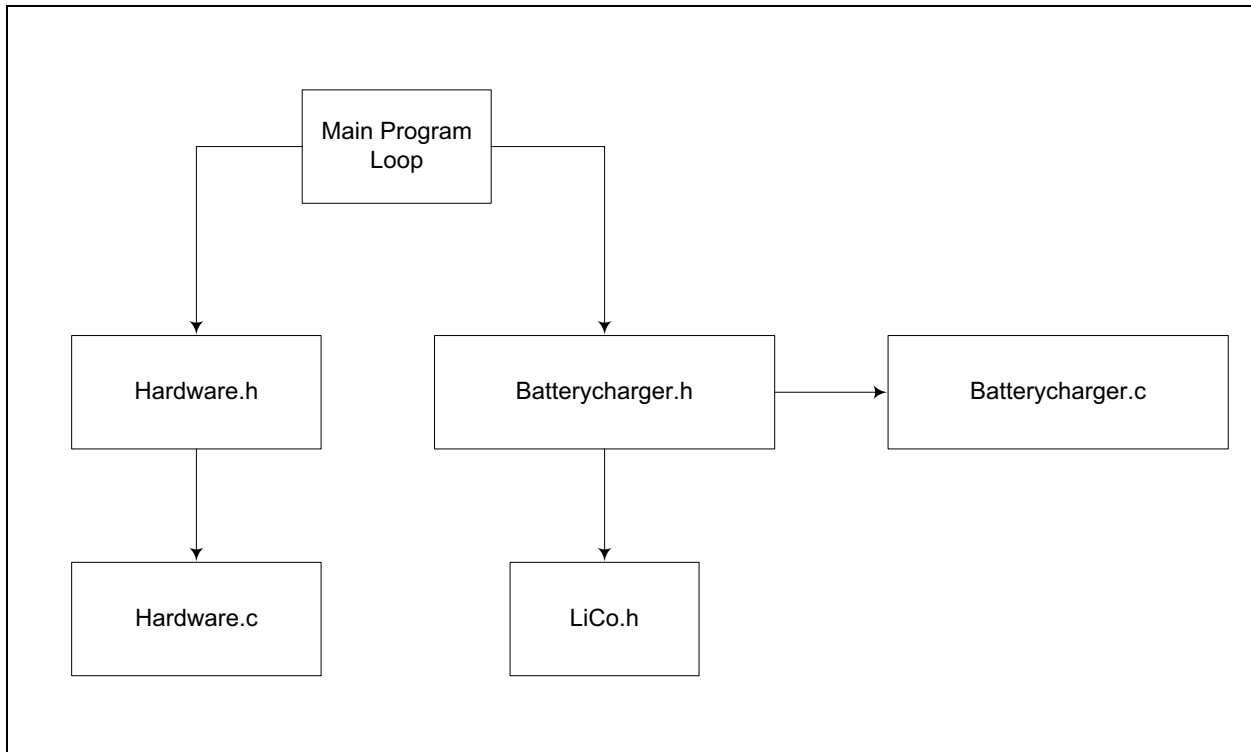 Main Program
Loop
Hardware.h
Batterycharger.h
Batterycharger.c
Hardware.c
LiCo.h